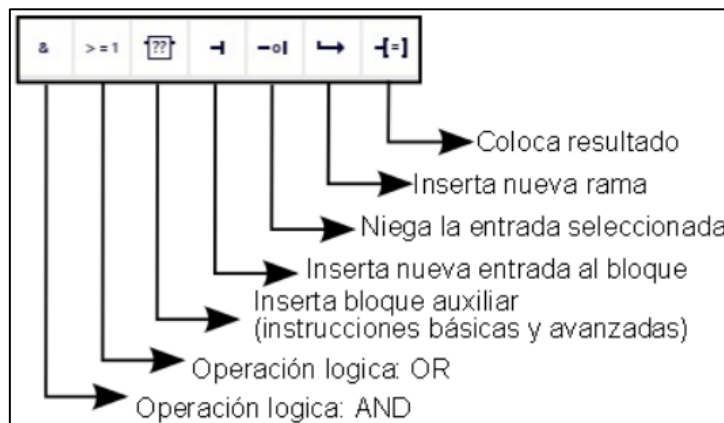 & >=1 ?? -[=]
Coloca resultado
Inserta nueva rama
Niega la entrada seleccionada
Inserta nueva entrada al bloque
Inserta bloque auxiliar
(instrucciones básicas y avanzadas)
Operación logica: OR
Operación logica: AND